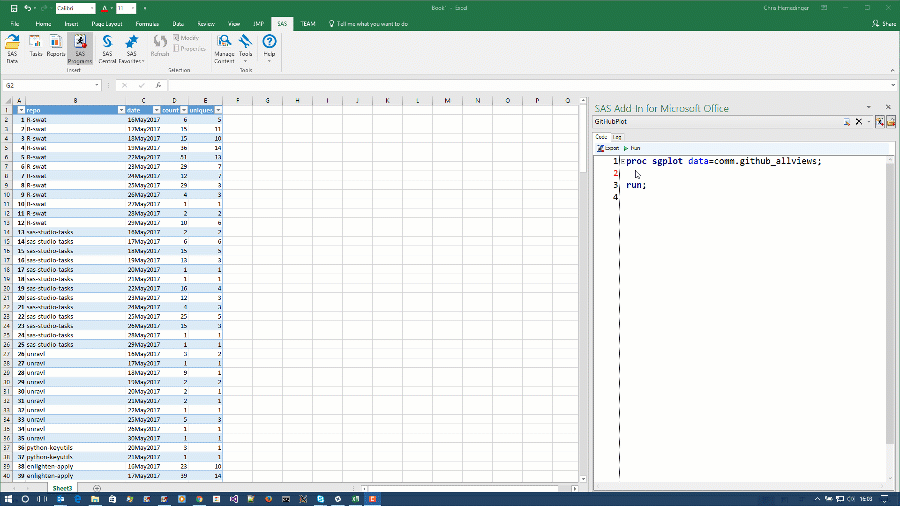 Calibri 11 Book1 - Excel Chris Hemedinger
File Home Insert Page Layout Formulas Data Review View JMP SAS TEAM Tell me what you want to do Share
SAS Data Tasks Reports SAS Programs SAS Central SAS Favorites Refresh Modify Properties Manage Content Tools Help
Insert Selection Tools
G2
A B C D E F G H I J K L M N O P Q
1 repo date count uniques
2 1 R-swat 16May2017 6 5
3 2 R-swat 17May2017 15 11
4 3 R-swat 18May2017 15 10
5 4 R-swat 19May2017 36 14
6 5 R-swat 22May2017 51 13
7 6 R-swat 23May2017 29 7
8 7 R-swat 24May2017 12 7
9 8 R-swat 25May2017 29 3
10 9 R-swat 26May2017 4 3
11 10 R-swat 27May2017 1 1
12 11 R-swat 28May2017 2 2
13 12 R-swat 29May2017 10 6
14 13 sas-studio-tasks 16May2017 2 2
15 14 sas-studio-tasks 17May2017 6 6
16 15 sas-studio-tasks 18May2017 15 5
17 16 sas-studio-tasks 19May2017 13 3
18 17 sas-studio-tasks 20May2017 1 1
19 18 sas-studio-tasks 21May2017 1 1
20 19 sas-studio-tasks 22May2017 16 4
21 20 sas-studio-tasks 23May2017 12 3
22 21 sas-studio-tasks 24May2017 4 3
23 22 sas-studio-tasks 25May2017 25 5
24 23 sas-studio-tasks 26May2017 15 3
25 24 sas-studio-tasks 28May2017 1 1
26 25 sas-studio-tasks 29May2017 1 1
27 26 unravl 16May2017 3 2
28 27 unravl 17May2017 1 1
29 28 unravl 18May2017 9 1
30 29 unravl 19May2017 2 2
31 30 unravl 20May2017 2 1
32 31 unravl 21May2017 2 1
33 32 unravl 22May2017 1 1
34 33 unravl 25May2017 5 3
35 34 unravl 26May2017 1 1
36 35 unravl 30May2017 1 1
37 36 python-keyutils 20May2017 3 1
38 37 python-keyutils 21May2017 1 1
39 38 enlighten-apply 16May2017 23 10
40 39 enlighten-apply 17May2017 39 14
Sheet3
SAS Add-In for Microsoft Office
GitHubPlot
Code Log
Export Run
1 proc sgplot data=comm.github_allviews;
2
3 run;
4
16:03